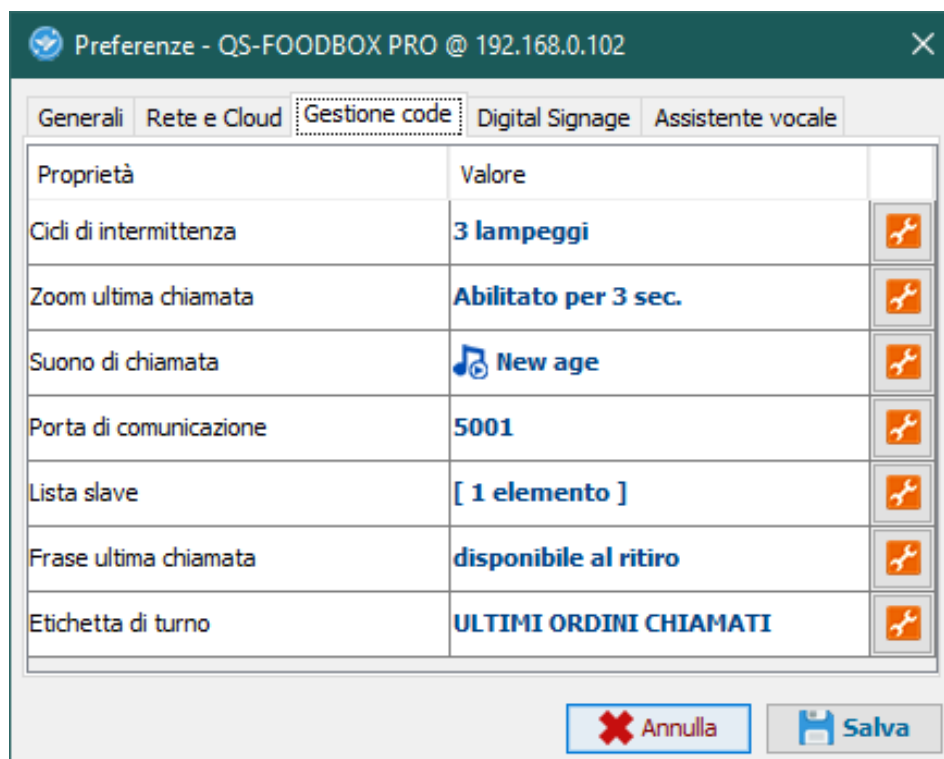 Preferenze - QS-FOODBOX PRO @ 192.168.0.102
Generali Rete e Cloud Gestione code Digital Signage Assistente vocale
Proprietà Valore
Cicli di intermittenza 3 lampeggi
Zoom ultima chiamata Abilitato per 3 sec.
Suono di chiamata New age
Porta di comunicazione 5001
Lista slave [ 1 elemento ]
Frase ultima chiamata disponibile al ritiro
Etichetta di turno ULTIMI ORDINI CHIAMATI
Annulla Salva